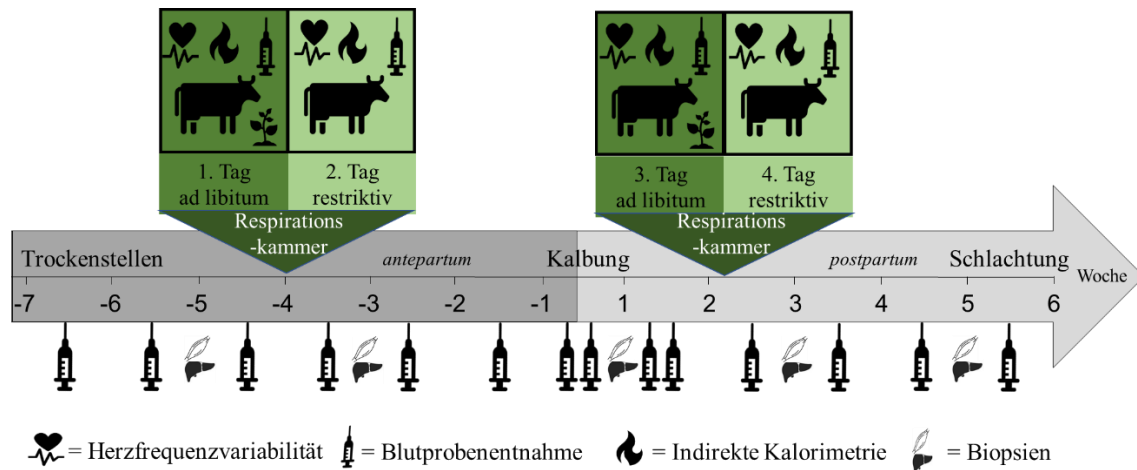 1. Tag
ad libitum
2. Tag
restriktiv
3. Tag
ad libitum
4. Tag
restriktiv
Respirations
-kammer
Respirations
-kammer
Trockenstellen
antepartum
Kalbung
postpartum
Schlachtung
Woche
-7 -6 -5 -4 -3 -2 -1 1 2 3 4 5 6
= Herzfrequenzvariabilität
= Blutprobenentnahme
= Indirekte Kalorimetrie
= Biopsien